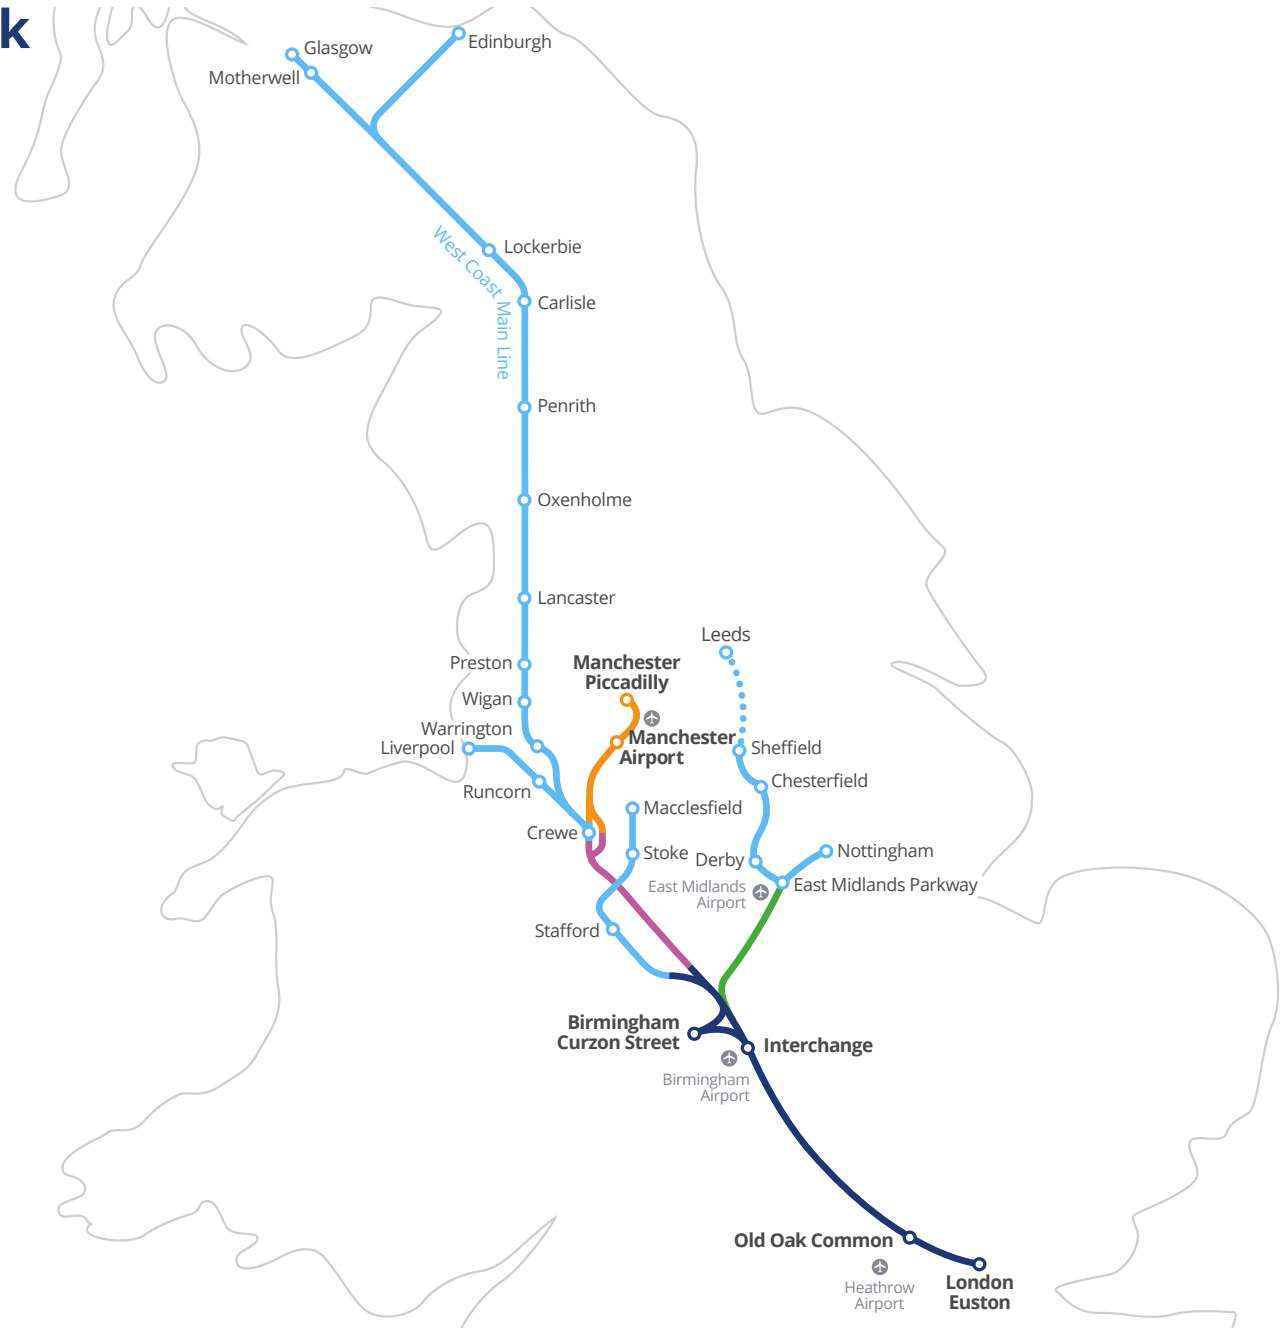 k
Glasgow
Edinburgh
Motherwell
Lockerbie
West Coast Main Line
Carlisle
Penrith
Oxenholme
Lancaster
Leeds
Preston
Manchester
Piccadilly
Wigan
Warrington
Liverpool
Manchester
Airport
Sheffield
Runcorn
Chesterfield
Macclesfield
Crewe
Stoke
Derby
Nottingham
East Midlands
Airport
East Midlands Parkway
Stafford
Birmingham
Curzon Street
Interchange
Birmingham
Airport
Old Oak Common
Heathrow
Airport
London
Euston